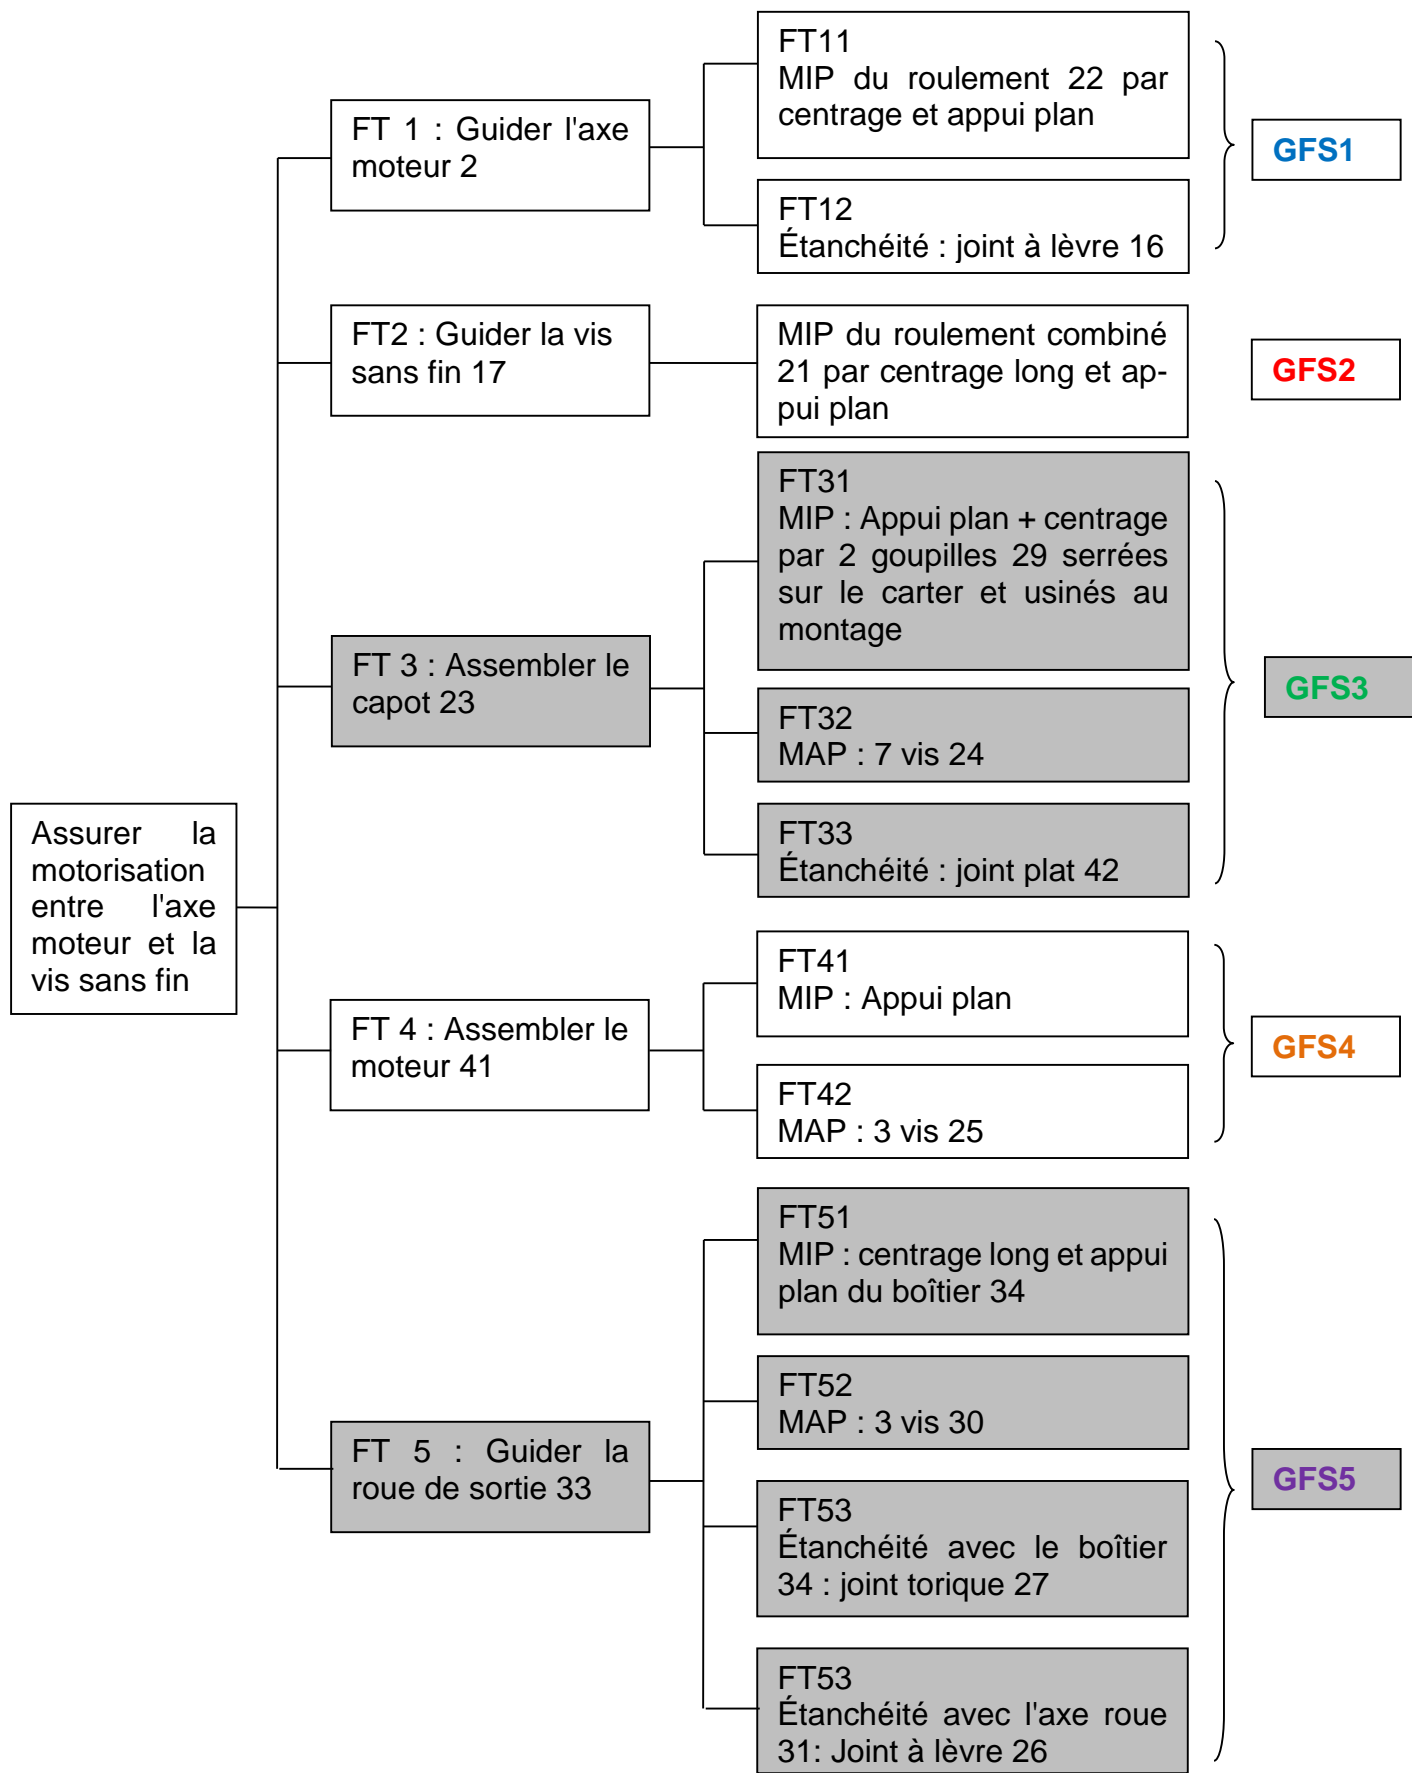 Assurer la
motorisation
entre l'axe
moteur et la
vis sans fin
FT 1 : Guider l'axe
moteur 2
FT11
MIP du roulement 22 par
centrage et appui plan
FT12
Étanchéité : joint à lèvre 16
GFS1
FT2 : Guider la vis
sans fin 17
MIP du roulement combiné
21 par centrage long et ap-
pui plan
GFS2
FT 3 : Assembler le
capot 23
FT31
MIP : Appui plan + centrage
par 2 goupilles 29 serrées
sur le carter et usinés au
montage
FT32
MAP : 7 vis 24
FT33
Étanchéité : joint plat 42
GFS3
FT 4 : Assembler le
moteur 41
FT41
MIP : Appui plan
FT42
MAP : 3 vis 25
GFS4
FT 5 : Guider la
roue de sortie 33
FT51
MIP : centrage long et appui
plan du boîtier 34
FT52
MAP : 3 vis 30
FT53
Étanchéité avec le boîtier
34 : joint torique 27
FT53
Étanchéité avec l'axe roue
31: Joint à lèvre 26
GFS5